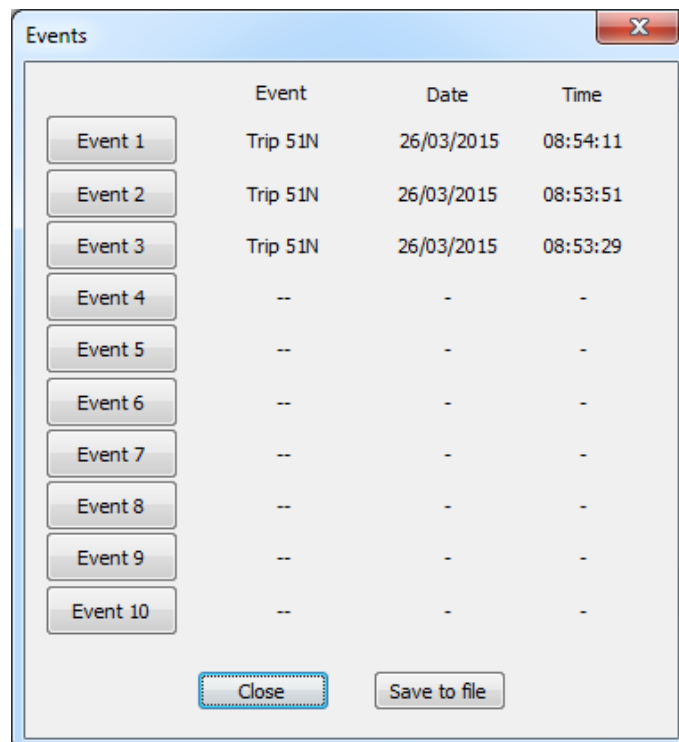 Events
Event Date Time
Event 1 Trip 51N 26/03/2015 08:54:11
Event 2 Trip 51N 26/03/2015 08:53:51
Event 3 Trip 51N 26/03/2015 08:53:29
Event 4 -- - -
Event 5 -- - -
Event 6 -- - -
Event 7 -- - -
Event 8 -- - -
Event 9 -- - -
Event 10 -- - -
Close Save to file